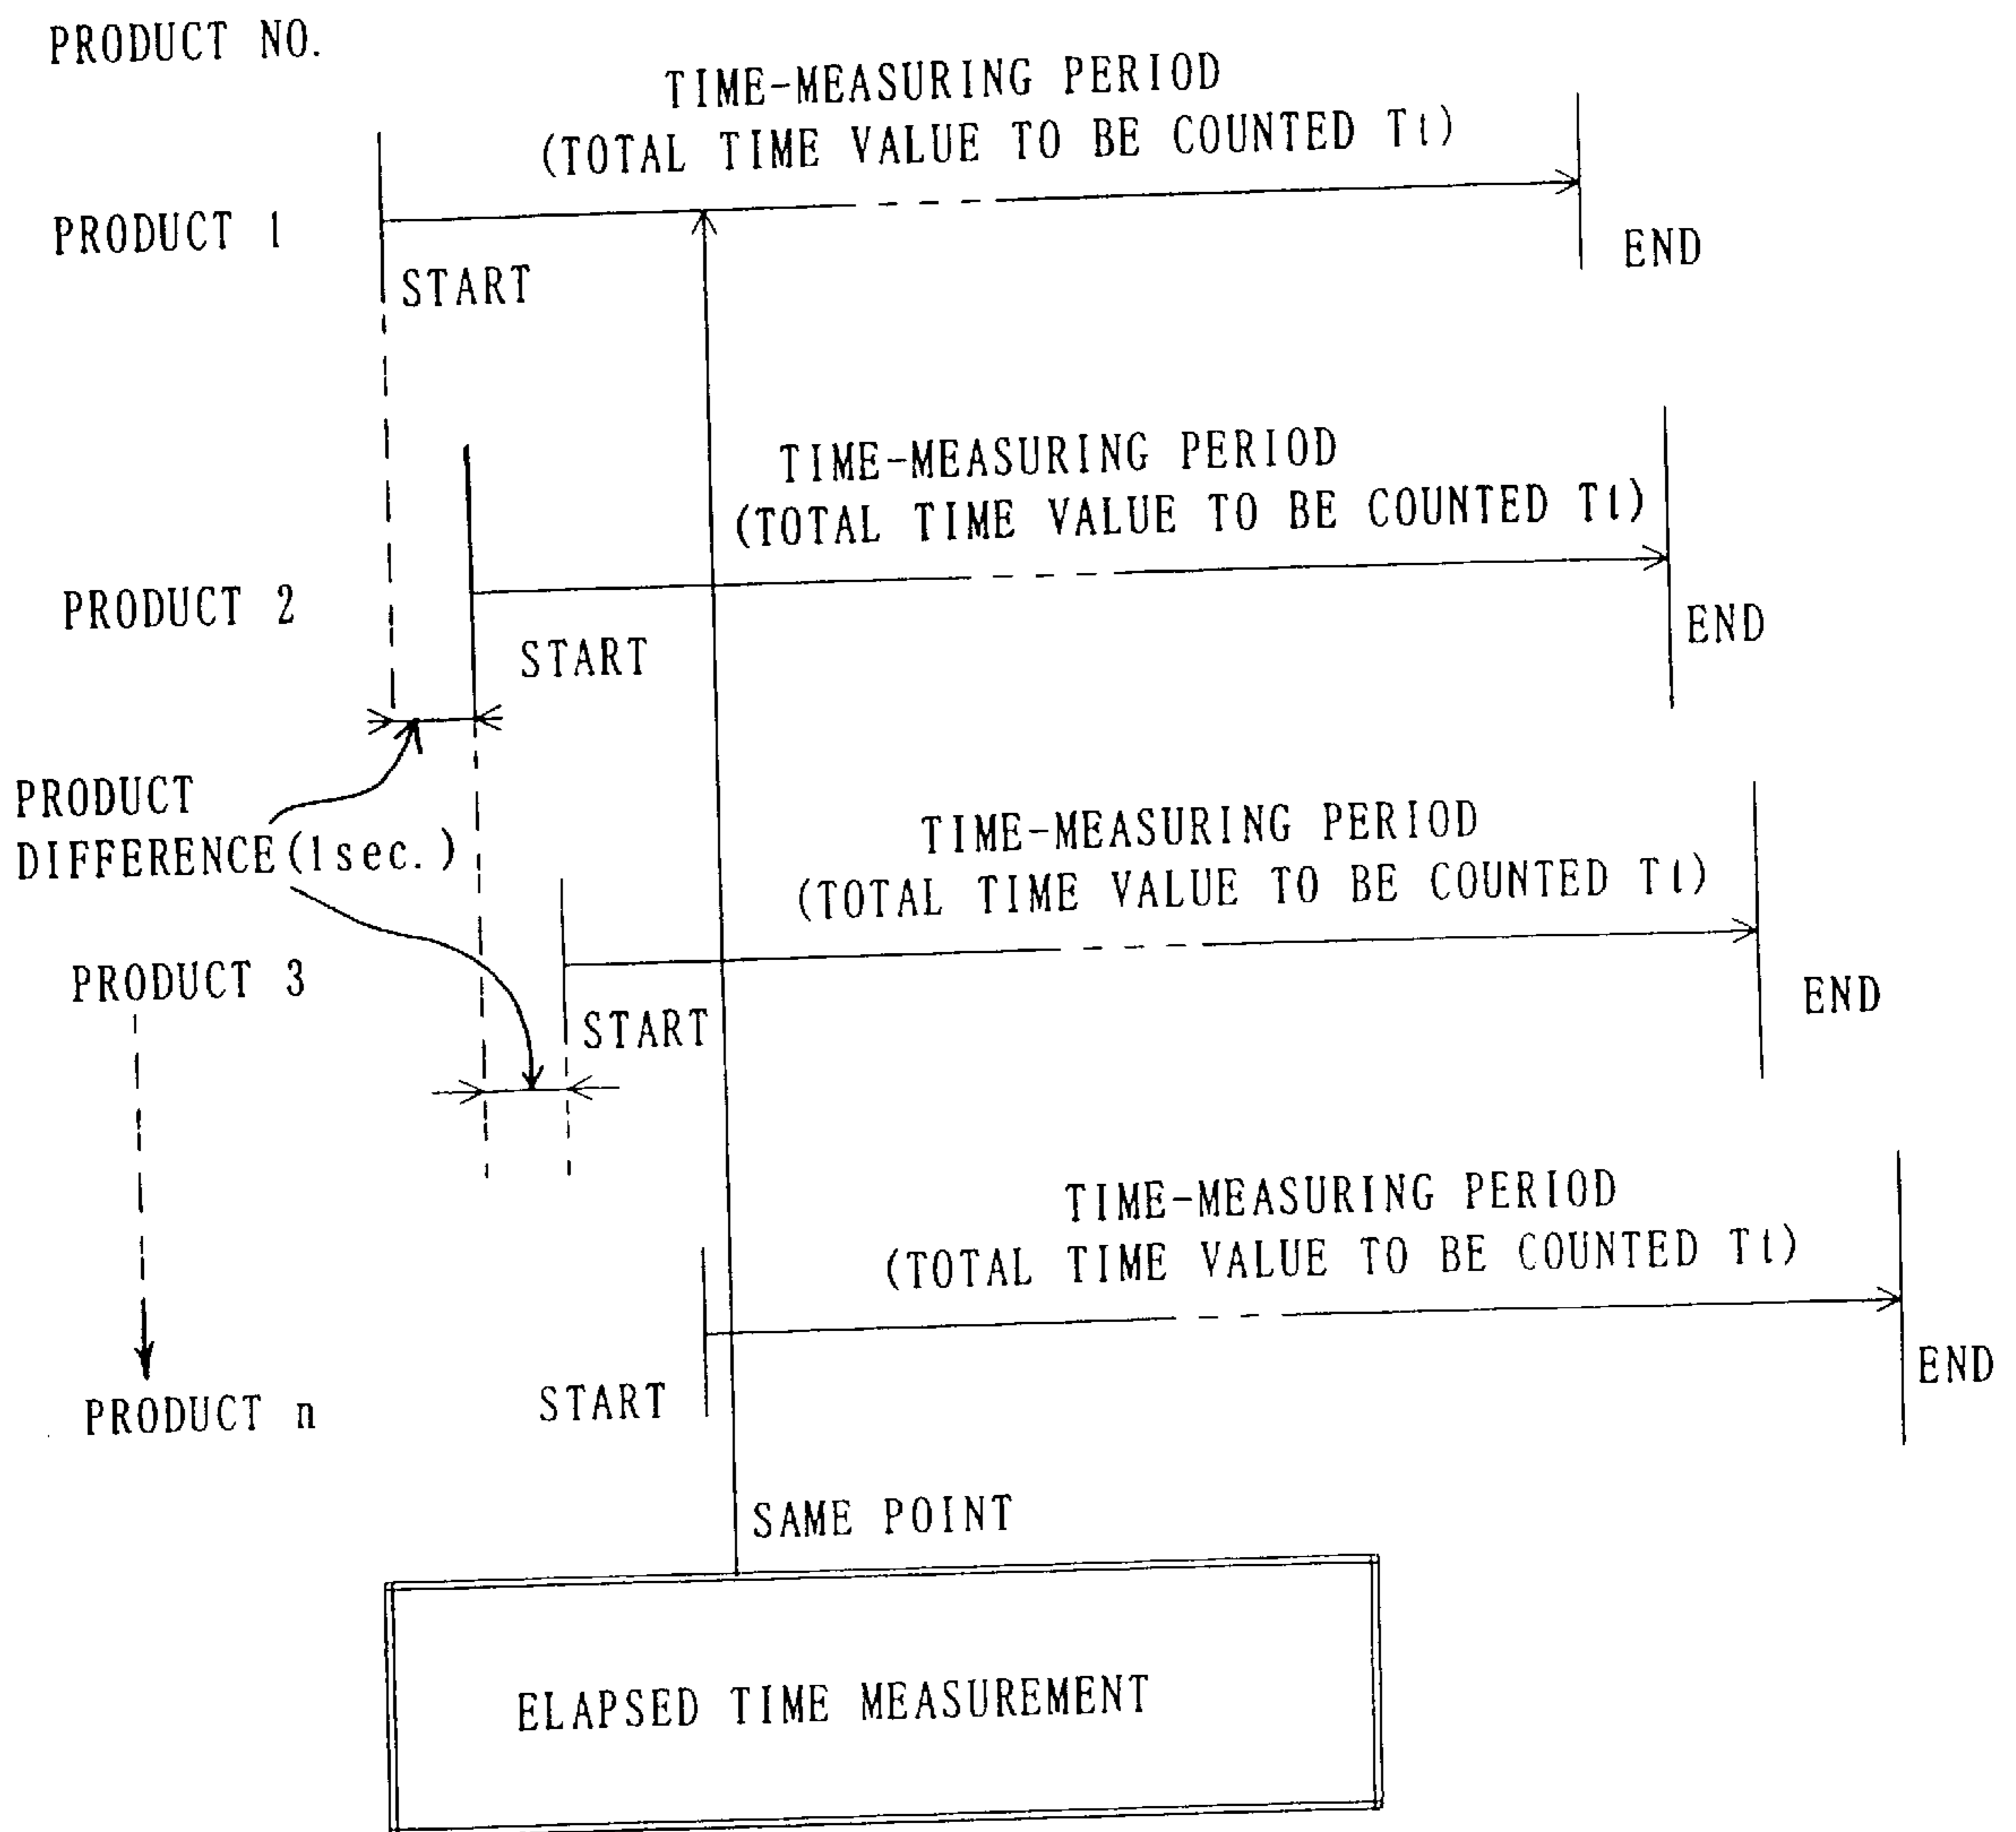 PRODUCT NO.
TIME-MEASURING PERIOD
(TOTAL TIME VALUE TO BE COUNTED Tt)
PRODUCT 1
START
END
TIME-MEASURING PERIOD
(TOTAL TIME VALUE TO BE COUNTED Tt)
PRODUCT 2
START
END
PRODUCT
DIFFERENCE(1sec.)
TIME-MEASURING PERIOD
(TOTAL TIME VALUE TO BE COUNTED Tt)
PRODUCT 3
START
END
TIME-MEASURING PERIOD
(TOTAL TIME VALUE TO BE COUNTED Tt)
PRODUCT n
START
END
SAME POINT
ELAPSED TIME MEASUREMENT